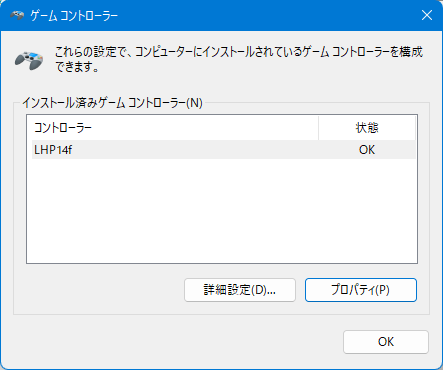 ゲーム コントローラー
これらの設定で、コンピューターにインストールされているゲーム コントローラーを構成
できます。
インストール済みゲーム コントローラー(N)
コントローラー 状態
LHP14f OK
詳細設定(D)... プロパティ(P)
OK